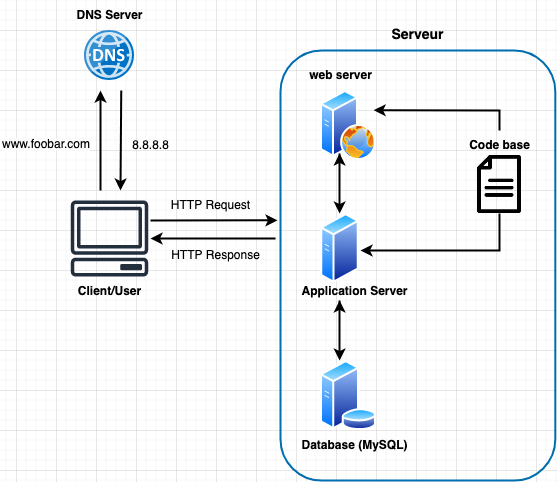 DNS Server
DNS
www.foobar.com
8.8.8.8
Client/User
HTTP Request
HTTP Response
Serveur
web server
Code base
Application Server
Database (MySQL)